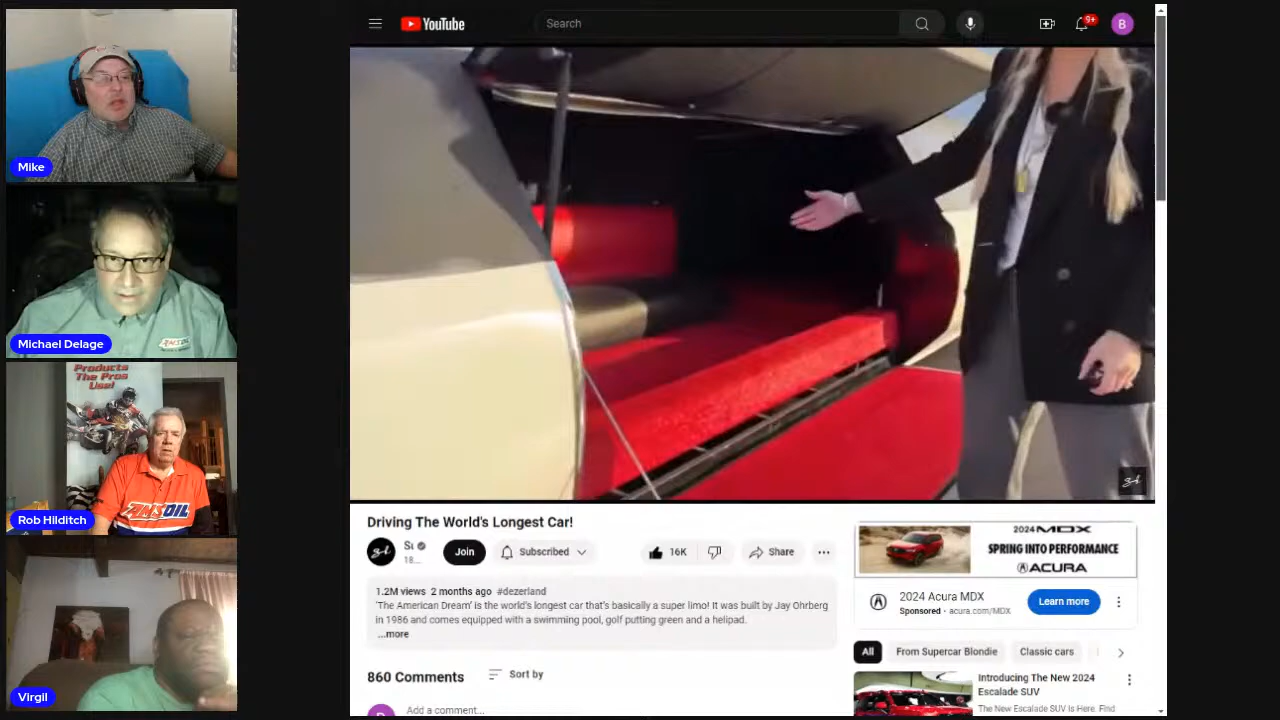 Mike
Michael Delage
AMSOIL
Products
The Pros
Use!
AMSOIL
Rob Hilditch
Virgil
YouTube
Search
9+
B
Driving The World's Longest Car!
Join
Subscribed
16K
Share
1.2M views 2 months ago #dezerland
'The American Dream' is the world's longest car that's basically a super limo! It was built by Jay Ohrberg
in 1986 and comes equipped with a swimming pool, golf putting green and a helipad.
...more
860 Comments
Sort by
Add a comment...
2024 MDX
SPRING INTO PERFORMANCE
ACURA
2024 Acura MDX
Sponsored · acura.com/MDX
Learn more
All
From Supercar Blondie
Classic cars
Introducing The New 2024
Escalade SUV
The New Escalade SUV Is Here. Find